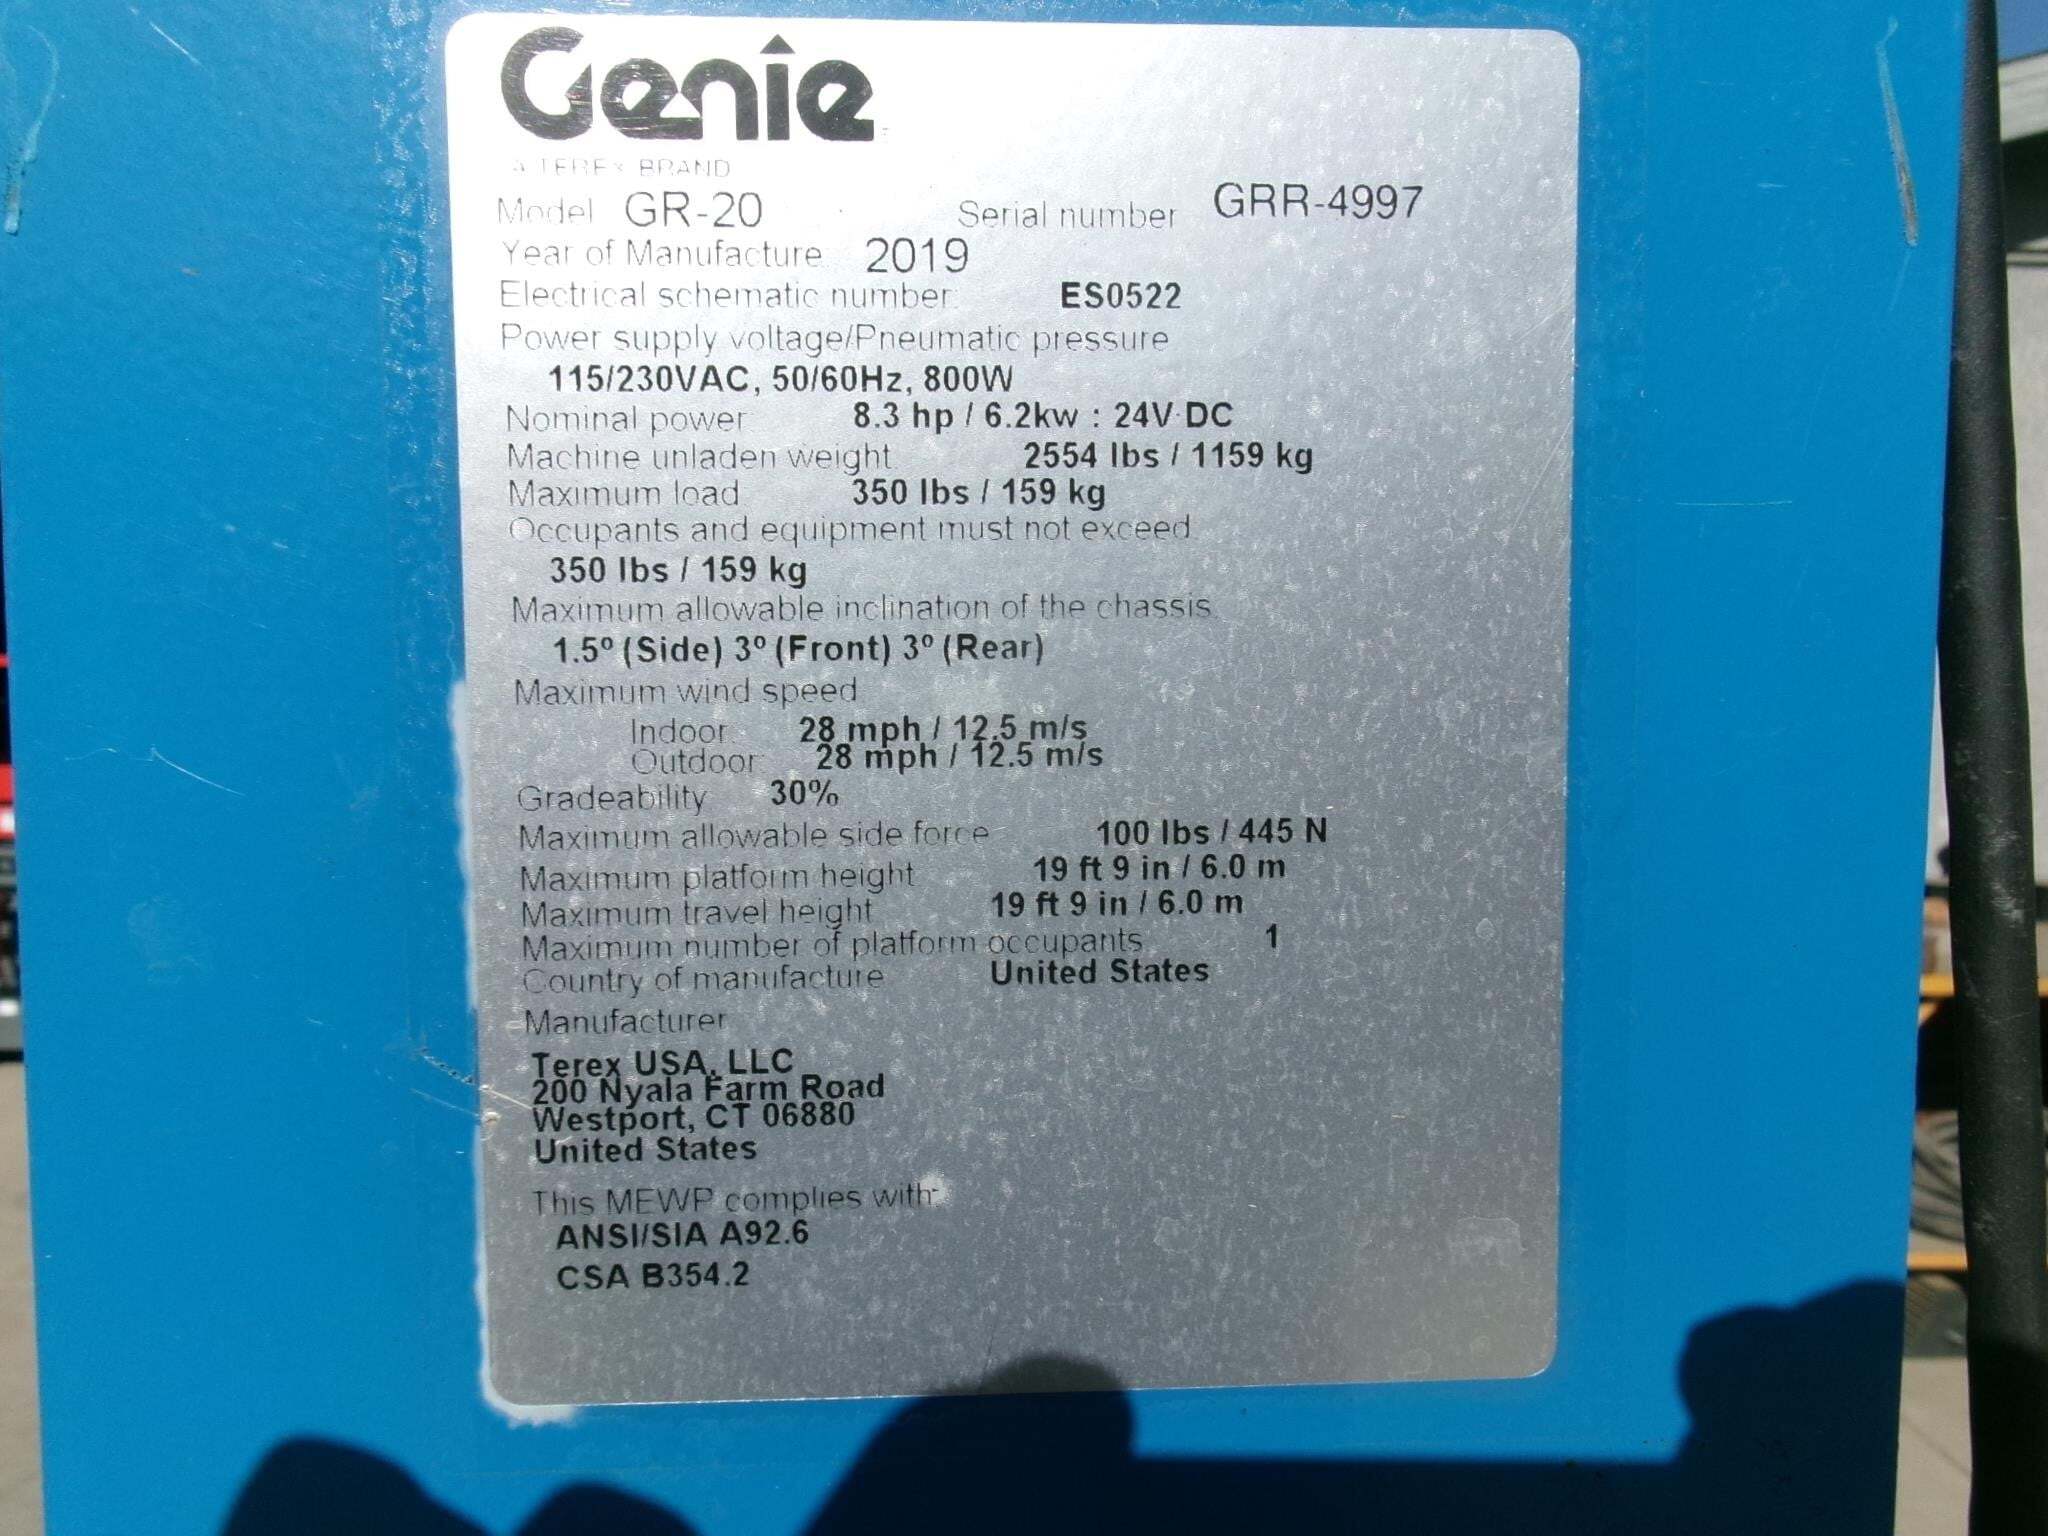 Genie
A TEREX BRAND
Model GR-20 Serial number GRR-4997
Year of Manufacture: 2019
Electrical schematic number: ES0522
Power supply voltage/Pneumatic pressure
115/230VAC, 50/60Hz, 800W
Nominal power 8.3 hp / 6.2kw : 24V DC
Machine unladen weight 2554 lbs / 1159 kg
Maximum load 350 lbs / 159 kg
Occupants and equipment must not exceed
350 lbs / 159 kg
Maximum allowable inclination of the chassis
1.5º (Side) 3º (Front) 3º (Rear)
Maximum wind speed
Indoor: 28 mph / 12.5 m/s
Outdoor: 28 mph / 12.5 m/s
Gradeability 30%
Maximum allowable side force 100 lbs / 445 N
Maximum platform height 19 ft 9 in / 6.0 m
Maximum travel height 19 ft 9 in / 6.0 m
Maximum number of platform occupants 1
Country of manufacture United States
Manufacturer
Terex USA, LLC
200 Nyala Farm Road
Westport, CT 06880
United States
This MEWP complies with:
ANSI/SIA A92.6
CSA B354.2